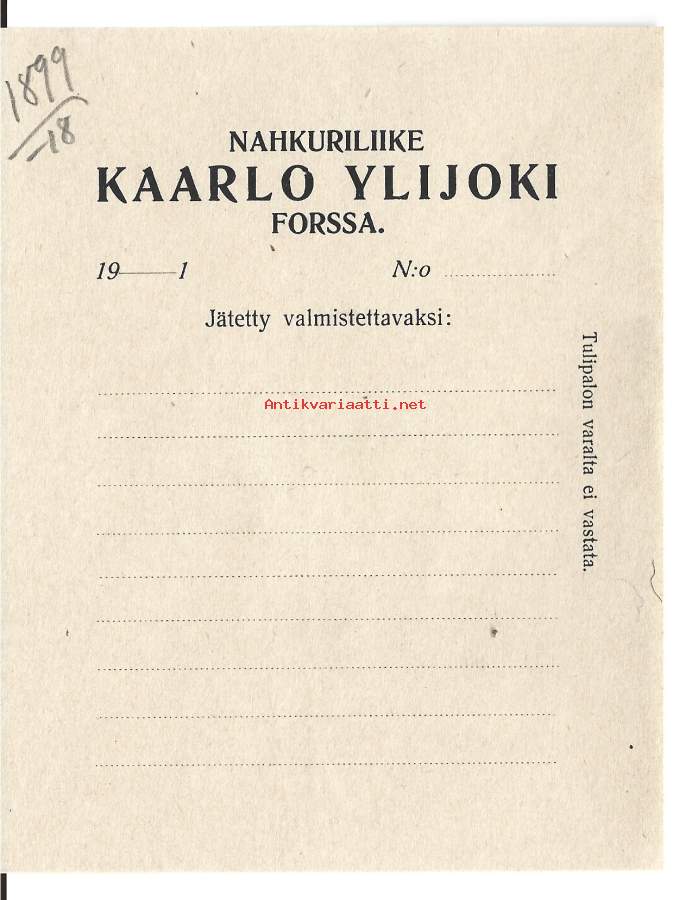 1899
/18
NAHKURILIIKE
KAARLO YLIJOKI
FORSSA.
19——1 N:o
Jätetty valmistettavaksi:
Antikvariaatti.net
Tulipalon varalta ei vastata.